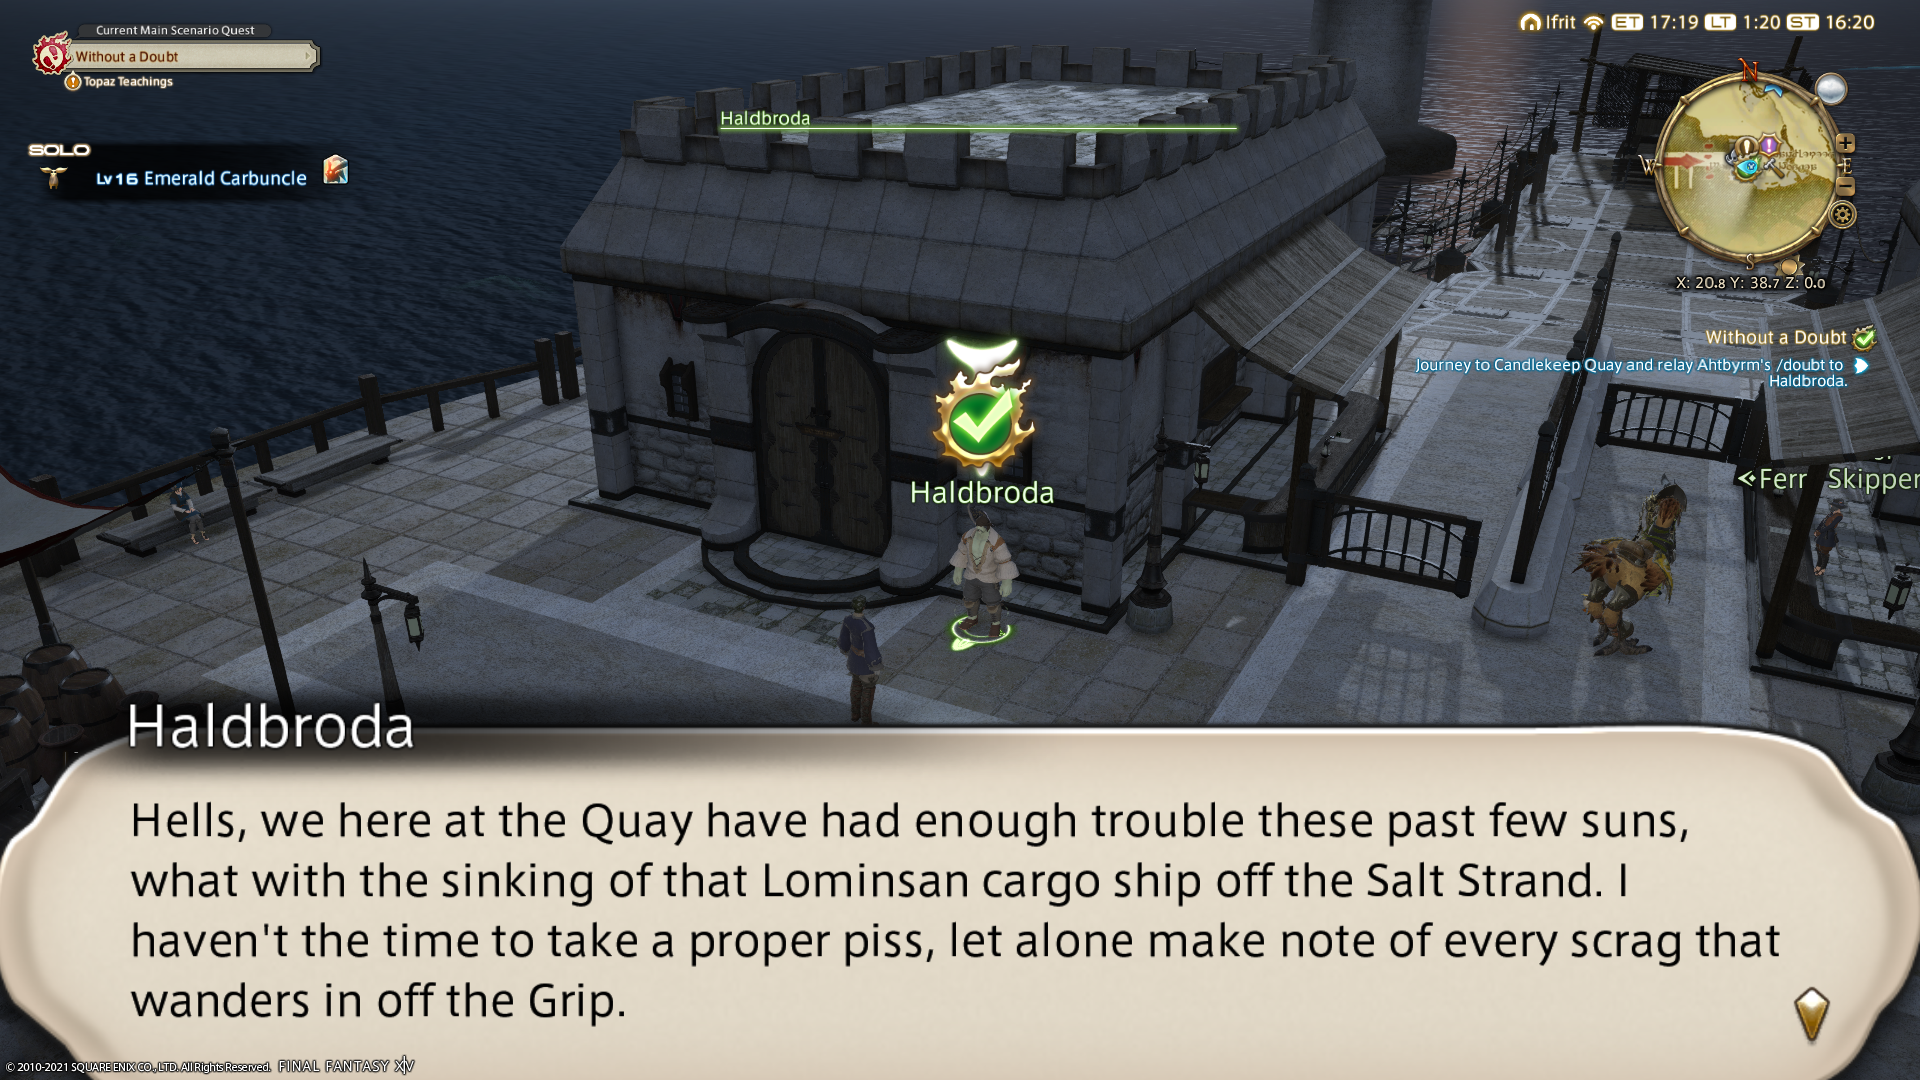 Current Main Scenario Quest
Without a Doubt
Topaz Teachings
SOLO
Lv16 Emerald Carbuncle
Haldbroda
Ifrit ET 17:19 LT 1:20 ST 16:20
N
W
E
S
X: 20.8 Y: 38.7 Z: 0.0
Without a Doubt
Journey to Candlekeep Quay and relay Ahtbyrm's /doubt to
Haldbroda.
Haldbroda
Ferr Skipper
Haldbroda
Hells, we here at the Quay have had enough trouble these past few suns,
what with the sinking of that Lominsan cargo ship off the Salt Strand. I
haven't the time to take a proper piss, let alone make note of every scrag that
wanders in off the Grip.
© 2010-2021 SQUARE ENIX CO., LTD. All Rights Reserved. FINAL FANTASY XIV